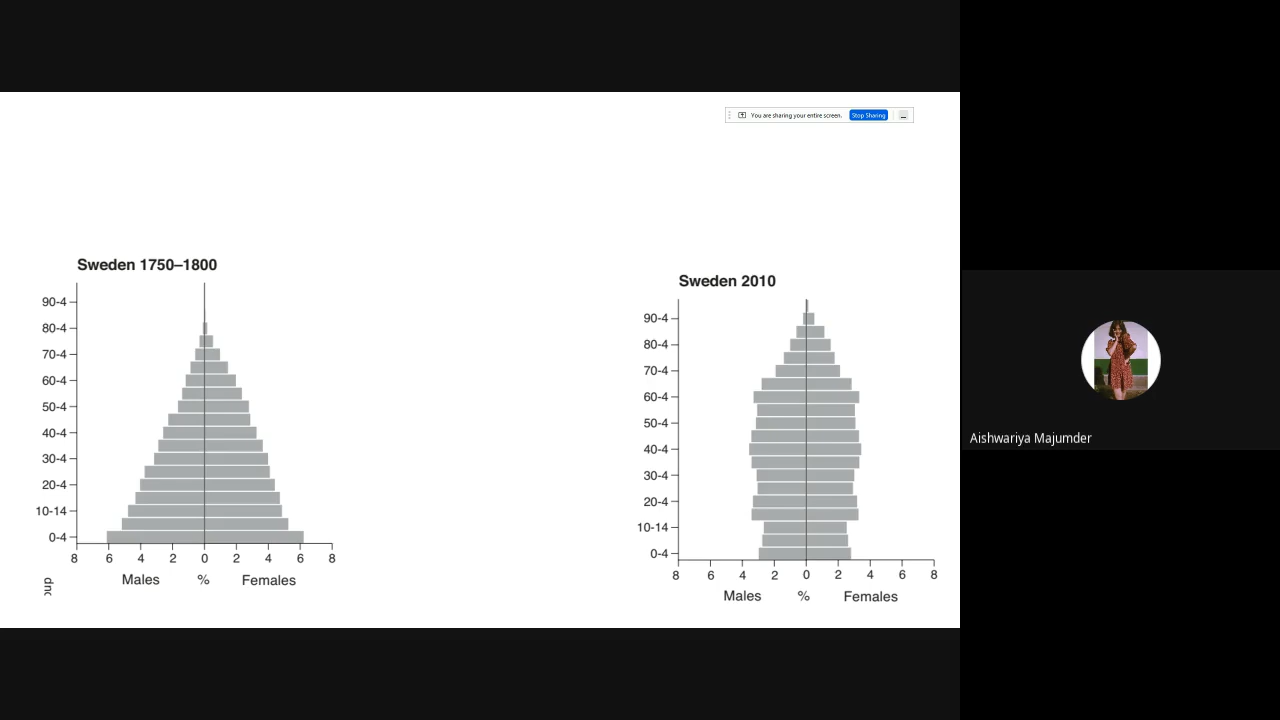 You are sharing your entire screen. Stop Sharing
Sweden 1750–1800
90-4
80-4
70-4
60-4
50-4
40-4
30-4
20-4
10-14
0-4
8 6 4 2 0 2 4 6 8
Males % Females
Sweden 2010
90-4
80-4
70-4
60-4
50-4
40-4
30-4
20-4
10-14
0-4
8 6 4 2 0 2 4 6 8
Males % Females
Aishwariya Majumder